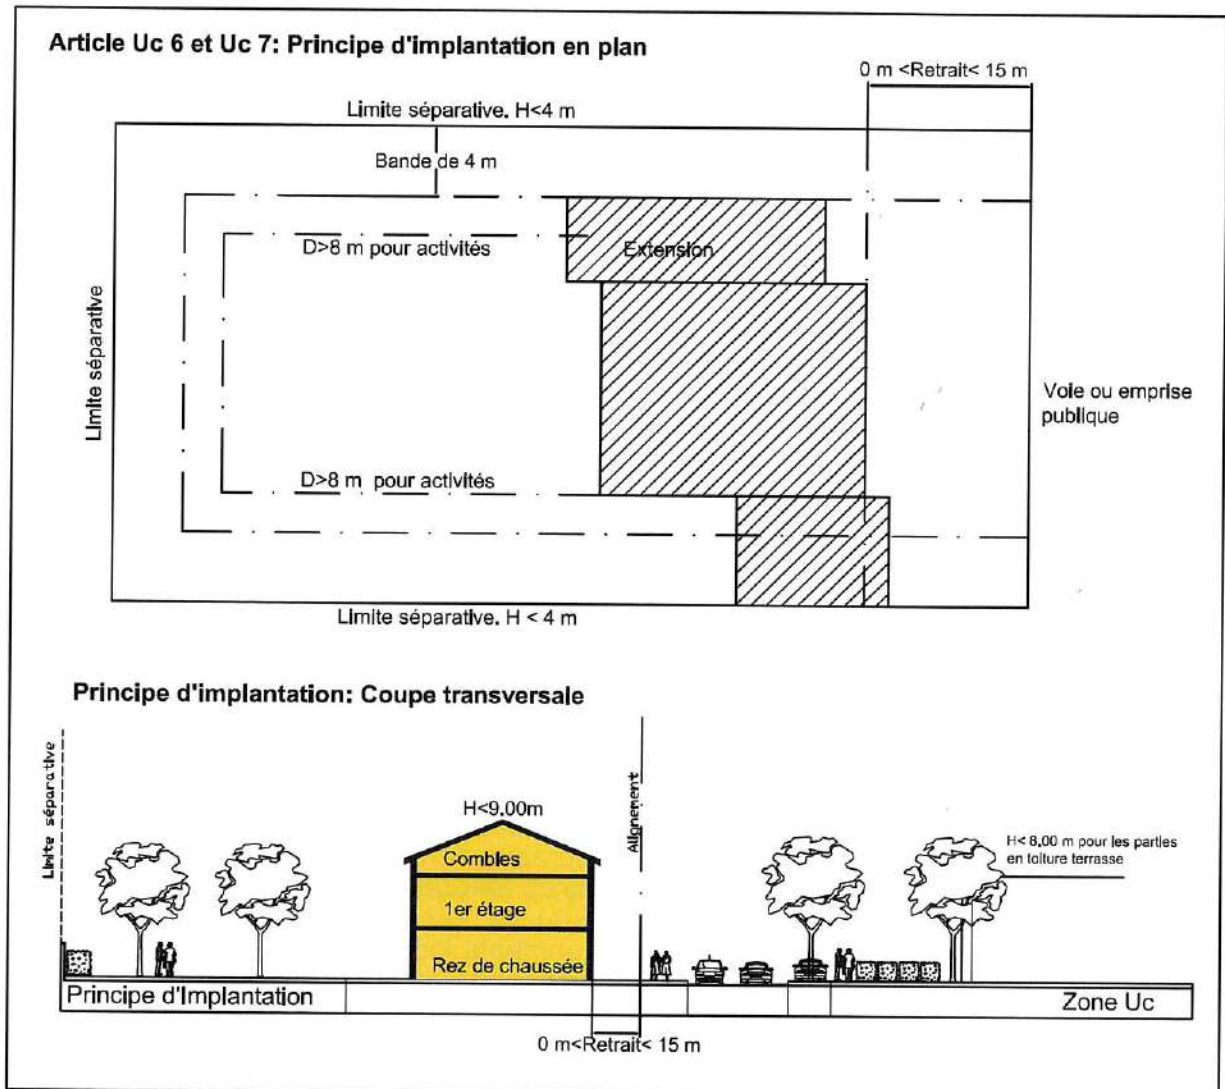 Article Uc 6 et Uc 7: Principe d'implantation en plan
0 m <Retrait< 15 m
Limite séparative. H<4 m
Bande de 4 m
D>8 m pour activités
Extension
Limite séparative
Voie ou emprise
publique
D>8 m pour activités
Limite séparative. H < 4 m
Principe d'implantation: Coupe transversale
Limite séparative
Alignement
H<9.00m
H< 8,00 m pour les parties
en toiture terrasse
Combles
1er étage
Rez de chaussée
Principe d'Implantation
Zone Uc
0 m<Retrait< 15 m